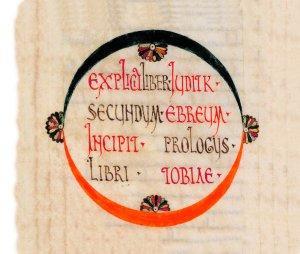 EXPLICIT LIBER IUDITH·
SECUNDUM·EBREUM·
INCIPIT· PROLOGUS·
LIBRI· TOBIAE·